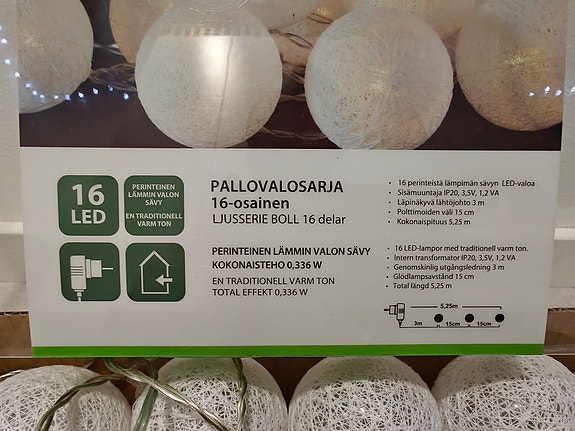 16
LED
PERINTEINEN
LÄMMIN VALON
SÄVY
EN TRADITIONELL
VARM TON
PALLOVALOSARJA
16-osainen
LJUSSERIE BOLL 16 delar
PERINTEINEN LÄMMIN VALON SÄVY
KOKONAISTEHO 0,336 W
EN TRADITIONELL VARM TON
TOTAL EFFEKT 0,336 W
• 16 perinteistä lämpimän sävyn LED-valoa
• Sisämuuntaja IP20, 3,5V, 1,2 VA
• Läpinäkyvä lähtöjohto 3 m
• Polttimoiden väli 15 cm
• Kokonaispituus 5,25 m
• 16 LED-lampor med traditionell varm ton.
• Intern transformator IP20, 3,5V, 1,2 VA
• Genomskinlin utgångsledning 3 m
• Glödlampsavstånd 15 cm
• Total längd 5,25 m
5,25m
3m 15cm 15cm